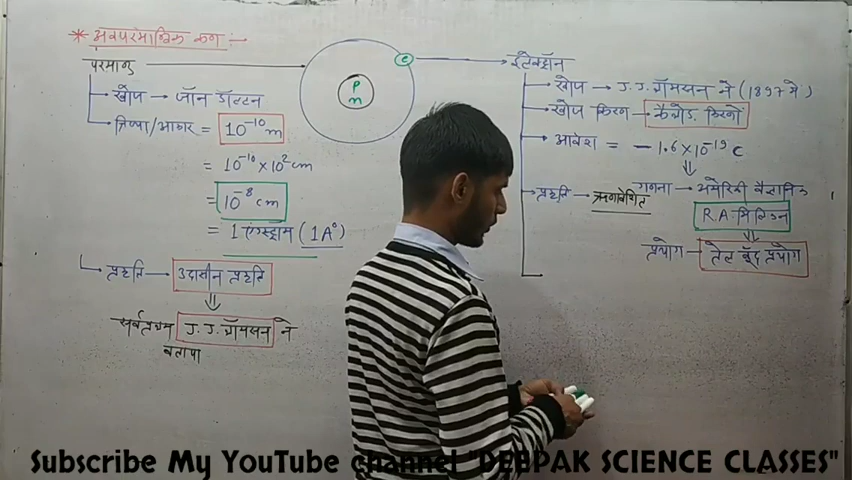 * अवपरमाण्विक कण :-
परमाणु
खोज → जॉन डॉल्टन
त्रिज्या/आकार = 10⁻¹⁰ m
= 10⁻¹⁰ × 10² cm
= 10⁻⁸ cm
= 1 एंग्स्ट्रॉम (1A°)
प्रकृति — उदासीन प्रकृति
सर्वप्रथम J.J. थॉमसन ने
बताया
e
P
n
इलेक्ट्रॉन
खोज → J.J. थॉमसन ने (1897 में)
खोज किरण — कैथोड किरणों
आवेश = - 1.6 × 10⁻¹⁹ C
प्रकृति → ऋणावेशित
गणना → अमेरिकी वैज्ञानिक
R.A. मिलिकन
प्रयोग — तेल बूँद प्रयोग
Subscribe My YouTube channel "DEEPAK SCIENCE CLASSES"